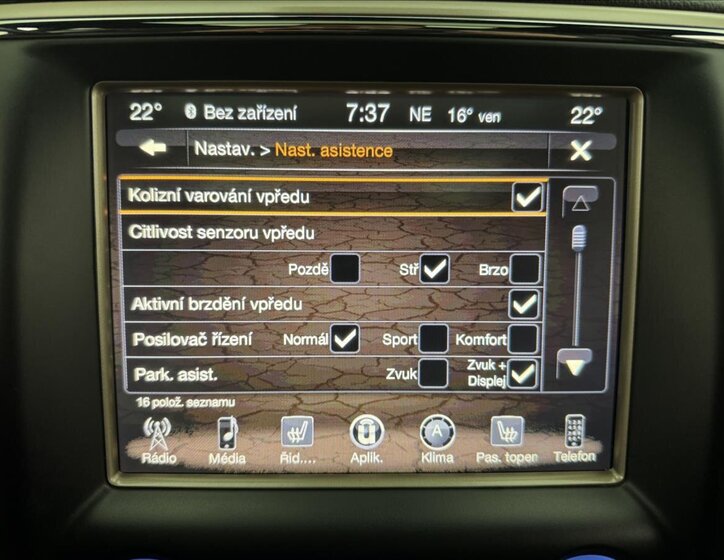 22° Bez zařízení 7:37 NE 16° ven 22°
Nastav. > Nast. asistence
Kolizní varování vpředu
Citlivost senzoru vpředu
Pozdě Stř Brzo
Aktivní brzdění vpředu
Posilovač řízení Normál Sport Komfort
Park. asist. Zvuk Zvuk + Displej
16 polož. seznamu
Rádio Média Řid.... Aplik. Klima Pas. topen Telefon